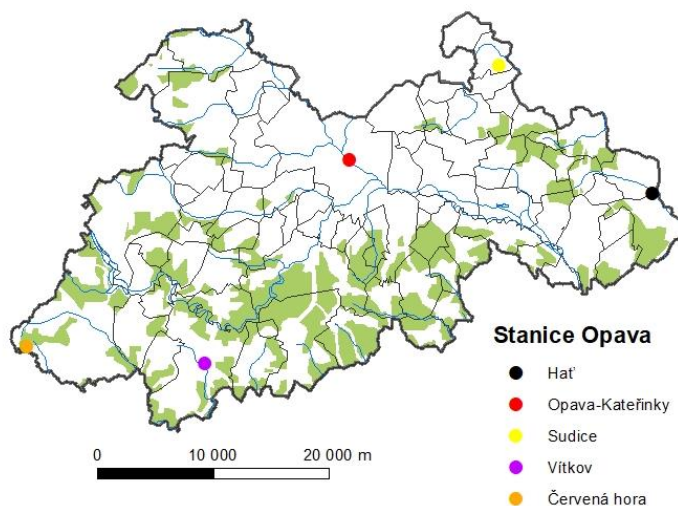 Stanice Opava
Hať
Opava-Kateřinky
Sudice
Vítkov
Červená hora
0 10 000 20 000 m